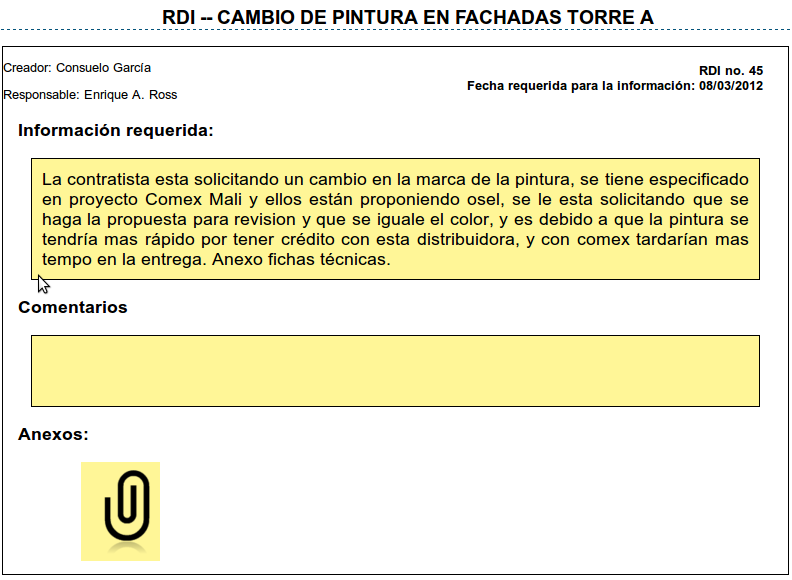 RDI -- CAMBIO DE PINTURA EN FACHADAS TORRE A
Creador: Consuelo García
RDI no. 45
Fecha requerida para la información: 08/03/2012
Responsable: Enrique A. Ross
Información requerida:
La contratista esta solicitando un cambio en la marca de la pintura, se tiene especificado
en proyecto Comex Mali y ellos están proponiendo osel, se le esta solicitando que se
haga la propuesta para revision y que se iguale el color, y es debido a que la pintura se
tendría mas rápido por tener crédito con esta distribuidora, y con comex tardarían mas
tempo en la entrega. Anexo fichas técnicas.
Comentarios
Anexos: